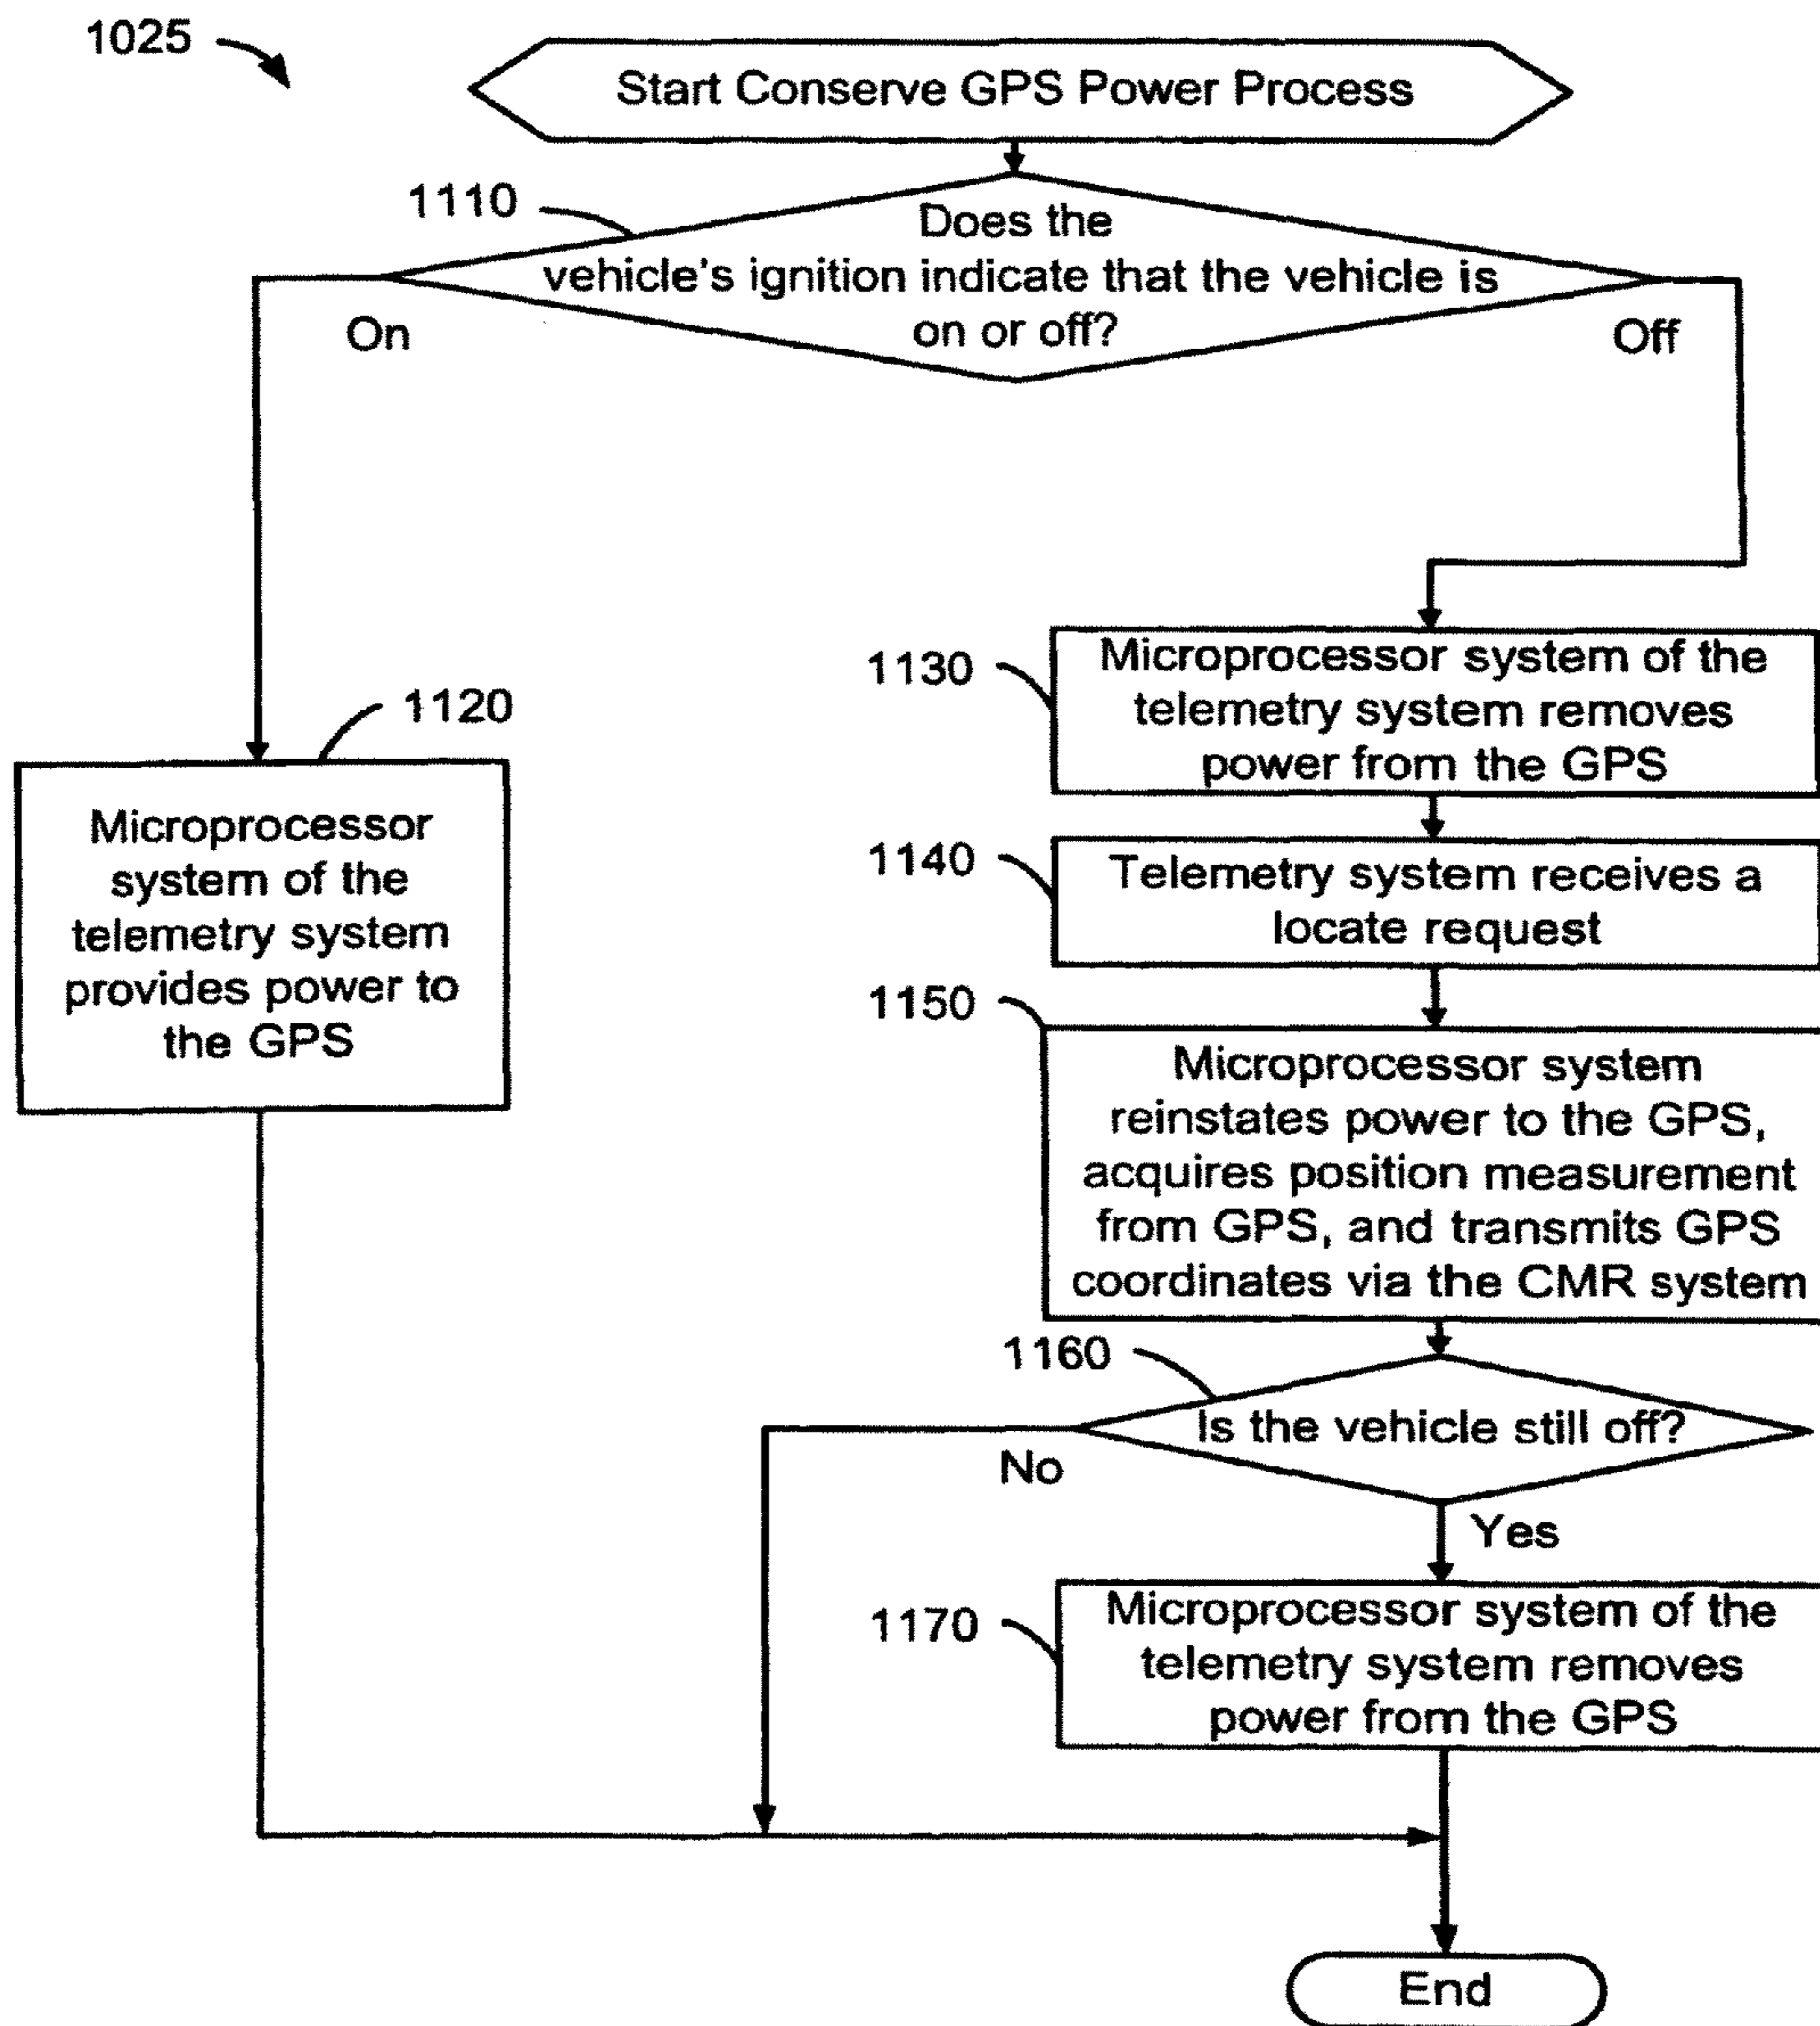 1025
Start Conserve GPS Power Process
1110
Does the
vehicle's ignition indicate that the vehicle is
on or off?
On
Off
1130
Microprocessor system of the
telemetry system removes
power from the GPS
1120
Microprocessor
system of the
telemetry system
provides power to
the GPS
1140
Telemetry system receives a
locate request
1150
Microprocessor system
reinstates power to the GPS,
acquires position measurement
from GPS, and transmits GPS
coordinates via the CMR system
1160
Is the vehicle still off?
No
Yes
1170
Microprocessor system of the
telemetry system removes
power from the GPS
End